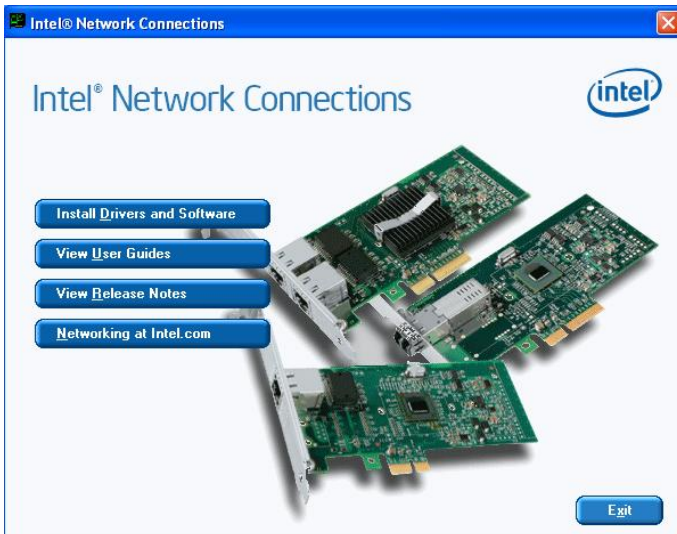 Intel® Network Connections
Intel® Network Connections
intel
Install Drivers and Software
View User Guides
View Release Notes
Networking at Intel.com
Exit